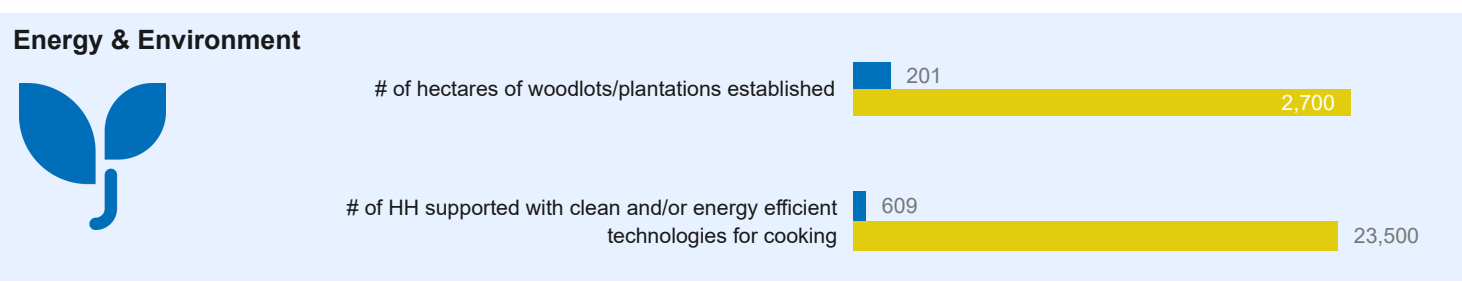 Energy & Environment
# of hectares of woodlots/plantations established
201
2,700
# of HH supported with clean and/or energy efficient
technologies for cooking
609
23,500